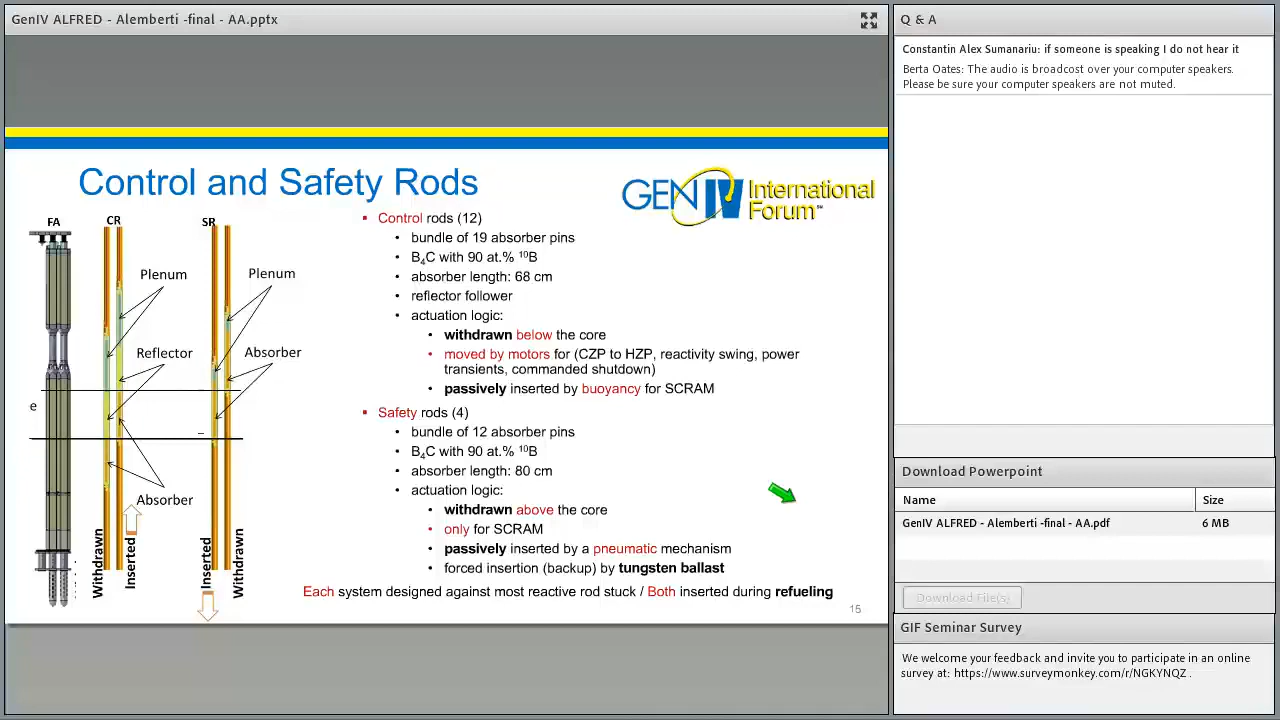 GenIV ALFRED - Alemberti -final - AA.pptx
Control and Safety Rods
GEN IV International
Forum™
FA
CR
SR
Plenum
Plenum
Reflector
Absorber
e
Absorber
Withdrawn
Inserted
Inserted
Withdrawn
▪ Control rods (12)
• bundle of 19 absorber pins
• B₄C with 90 at.% ¹⁰B
• absorber length: 68 cm
• reflector follower
• actuation logic:
• withdrawn below the core
• moved by motors for (CZP to HZP, reactivity swing, power
transients, commanded shutdown)
• passively inserted by buoyancy for SCRAM
▪ Safety rods (4)
• bundle of 12 absorber pins
• B₄C with 90 at.% ¹⁰B
• absorber length: 80 cm
• actuation logic:
• withdrawn above the core
• only for SCRAM
• passively inserted by a pneumatic mechanism
• forced insertion (backup) by tungsten ballast
Each system designed against most reactive rod stuck / Both inserted during refueling
15
Q & A
Constantin Alex Sumanariu: if someone is speaking I do not hear it
Berta Oates: The audio is broadcast over your computer speakers.
Please be sure your computer speakers are not muted.
Download Powerpoint
Name Size
GenIV ALFRED - Alemberti -final - AA.pdf 6 MB
Download File(s)
GIF Seminar Survey
We welcome your feedback and invite you to participate in an online
survey at: https://www.surveymonkey.com/r/NGKYNQZ .